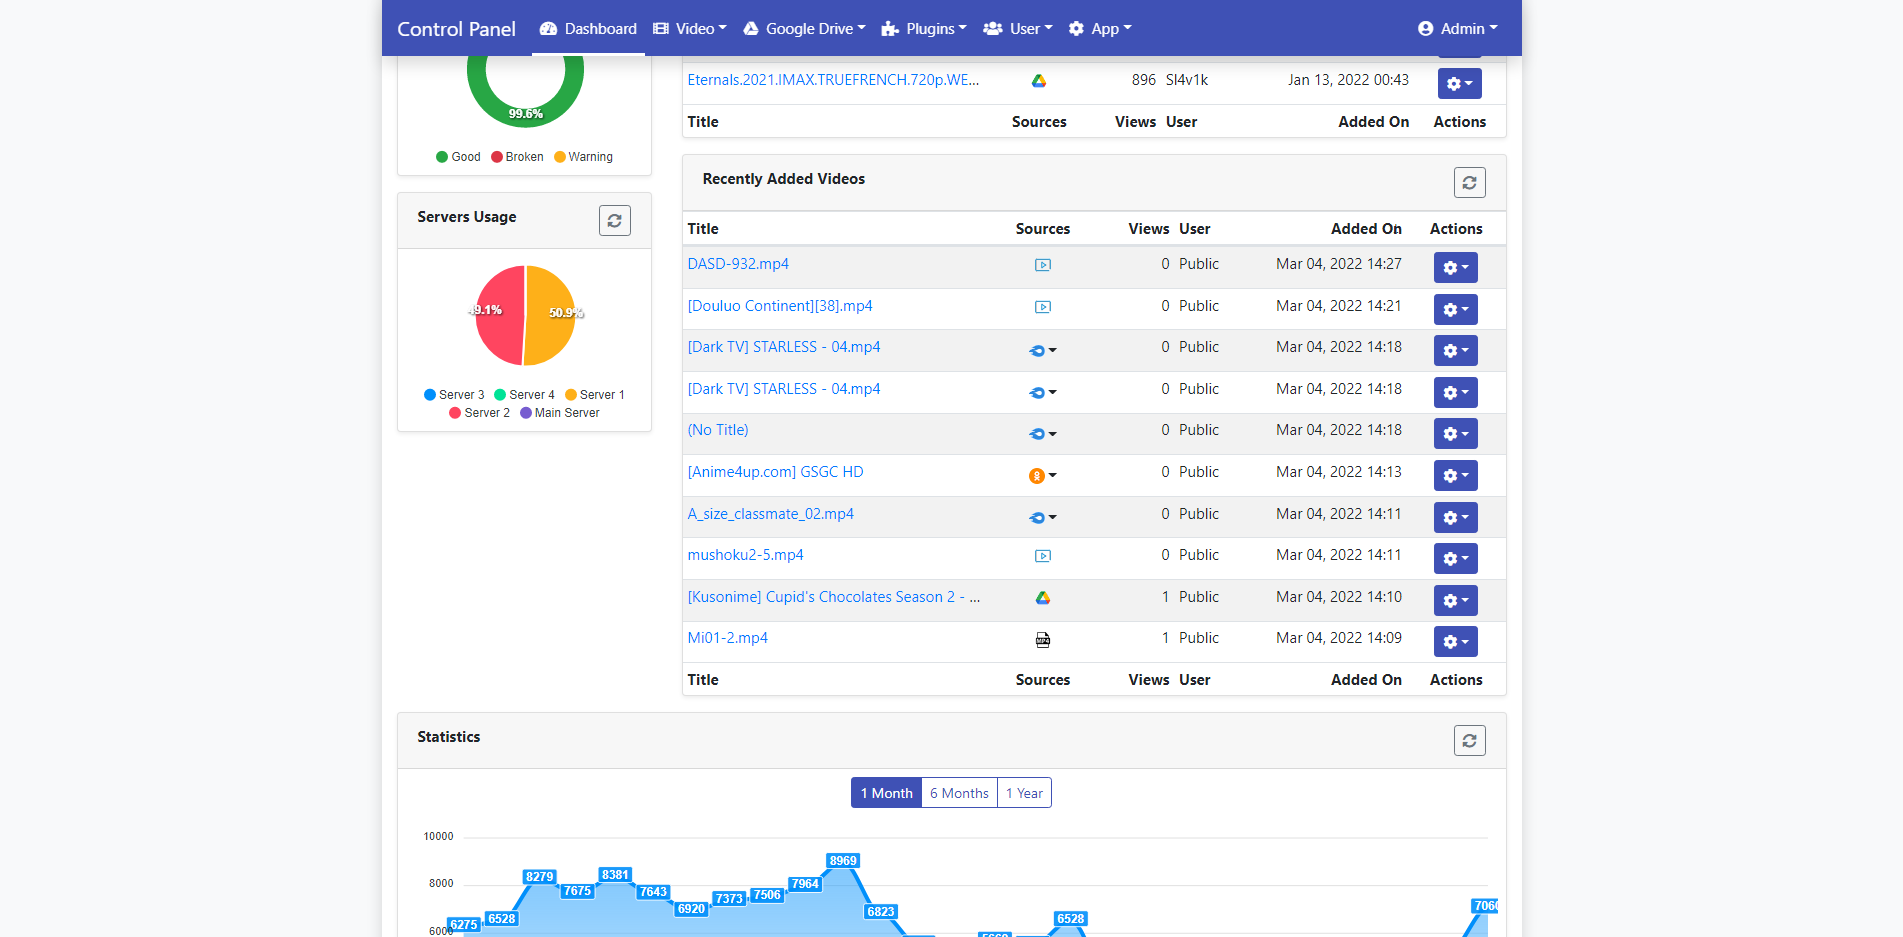 Control Panel Dashboard Video Google Drive Plugins User App Admin
Eternals.2021.IMAX.TRUEFRENCH.720p.WE... 896 SI4v1k Jan 13, 2022 00:43
Title Sources Views User Added On Actions
99.6%
Good Broken Warning
Servers Usage
49.1% 50.9%
Server 3 Server 4 Server 1
Server 2 Main Server
Recently Added Videos
Title Sources Views User Added On Actions
DASD-932.mp4 0 Public Mar 04, 2022 14:27
[Douluo Continent][38].mp4 0 Public Mar 04, 2022 14:21
[Dark TV] STARLESS - 04.mp4 0 Public Mar 04, 2022 14:18
[Dark TV] STARLESS - 04.mp4 0 Public Mar 04, 2022 14:18
(No Title) 0 Public Mar 04, 2022 14:18
[Anime4up.com] GSGC HD 0 Public Mar 04, 2022 14:13
A_size_classmate_02.mp4 0 Public Mar 04, 2022 14:11
mushoku2-5.mp4 0 Public Mar 04, 2022 14:11
[Kusonime] Cupid's Chocolates Season 2 - ... 1 Public Mar 04, 2022 14:10
Mi01-2.mp4 MP4 1 Public Mar 04, 2022 14:09
Title Sources Views User Added On Actions
Statistics
1 Month 6 Months 1 Year
10000
8000
6000
6275 6528 8279 7675 8381 7643 6920 7373 7506 7964 8969 6823 6528 7060